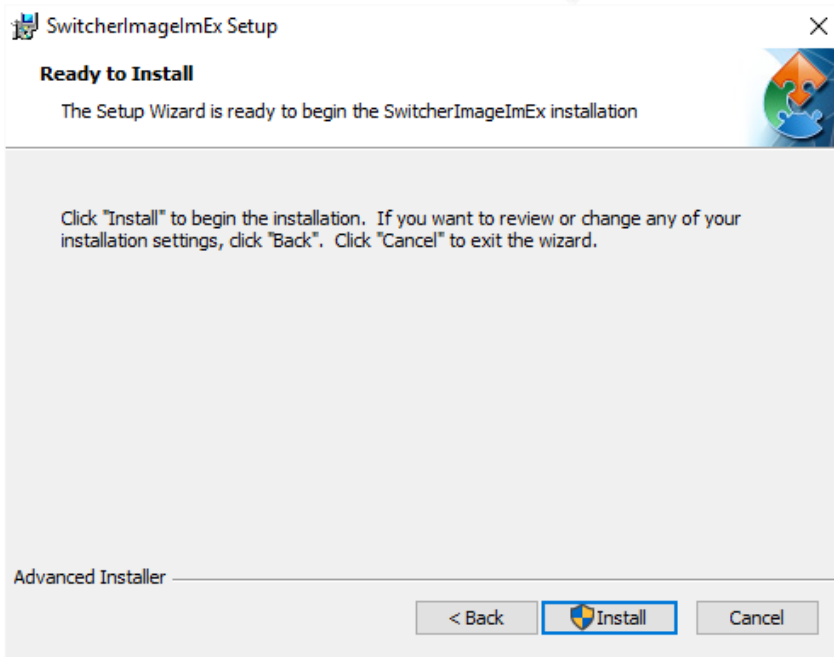 SwitcherImageImEx Setup
Ready to Install
The Setup Wizard is ready to begin the SwitcherImageImEx installation
Click "Install" to begin the installation.  If you want to review or change any of your
installation settings, click "Back".  Click "Cancel" to exit the wizard.
Advanced Installer
< Back
Install
Cancel